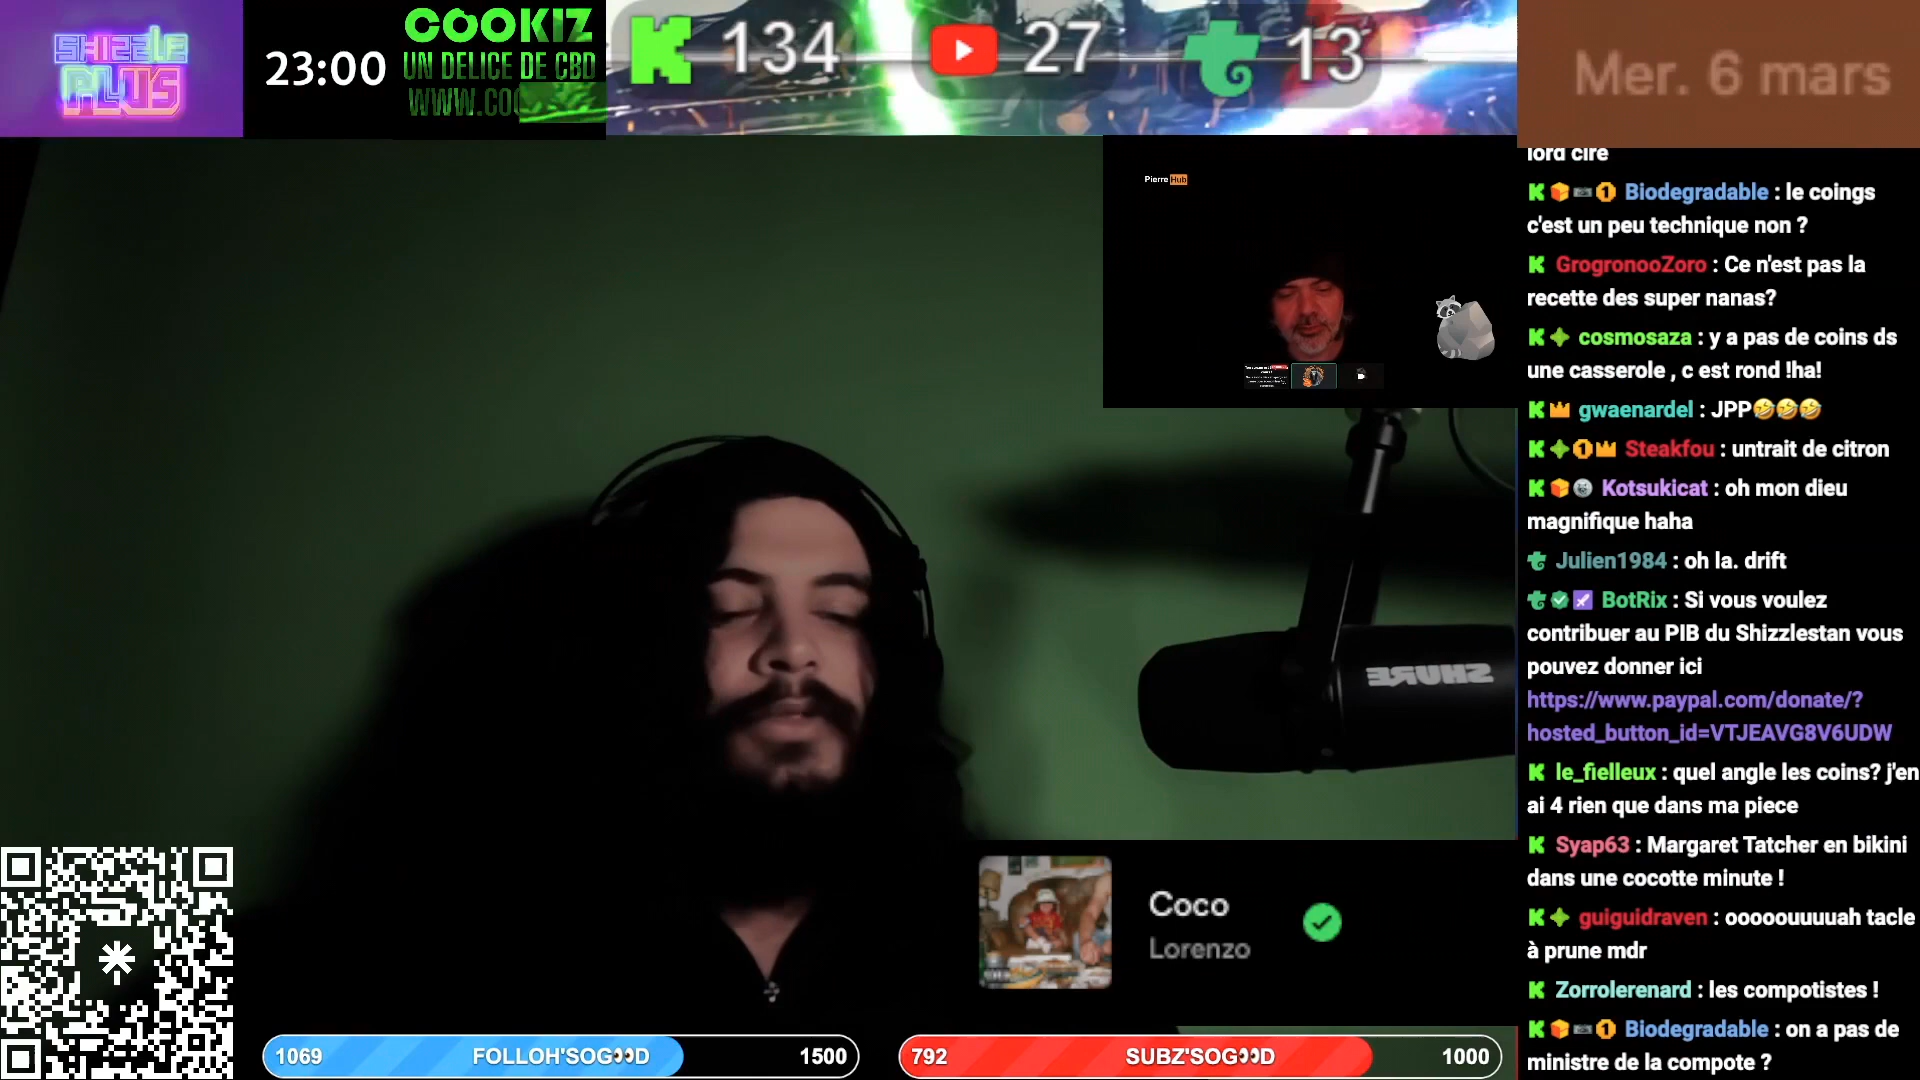 SHIZZLE
PLUS
23:00
COOKIZ
UN DELICE DE CBD
WWW.COO
134
27
13
Mer. 6 mars
Pierre Hub
SHURE
lord cire
Biodegradable : le coings
c'est un peu technique non ?
GrogronooZoro : Ce n'est pas la
recette des super nanas?
cosmosaza : y a pas de coins ds
une casserole , c est rond !ha!
gwaenardel : JPP🤣🤣🤣
Steakfou : untrait de citron
Kotsukicat : oh mon dieu
magnifique haha
Julien1984 : oh la. drift
BotRix : Si vous voulez
contribuer au PIB du Shizzlestan vous
pouvez donner ici
https://www.paypal.com/donate/?
hosted_button_id=VTJEAVG8V6UDW
le_fielleux : quel angle les coins? j'en
ai 4 rien que dans ma piece
Syap63 : Margaret Tatcher en bikini
dans une cocotte minute !
guiguidraven : ooooouuuuah tacle
à prune mdr
Zorrolerenard : les compotistes !
Biodegradable : on a pas de
ministre de la compote ?
Coco
Lorenzo
1069 FOLLOH'SOG👀D 1500
792 SUBZ'SOG👀D 1000